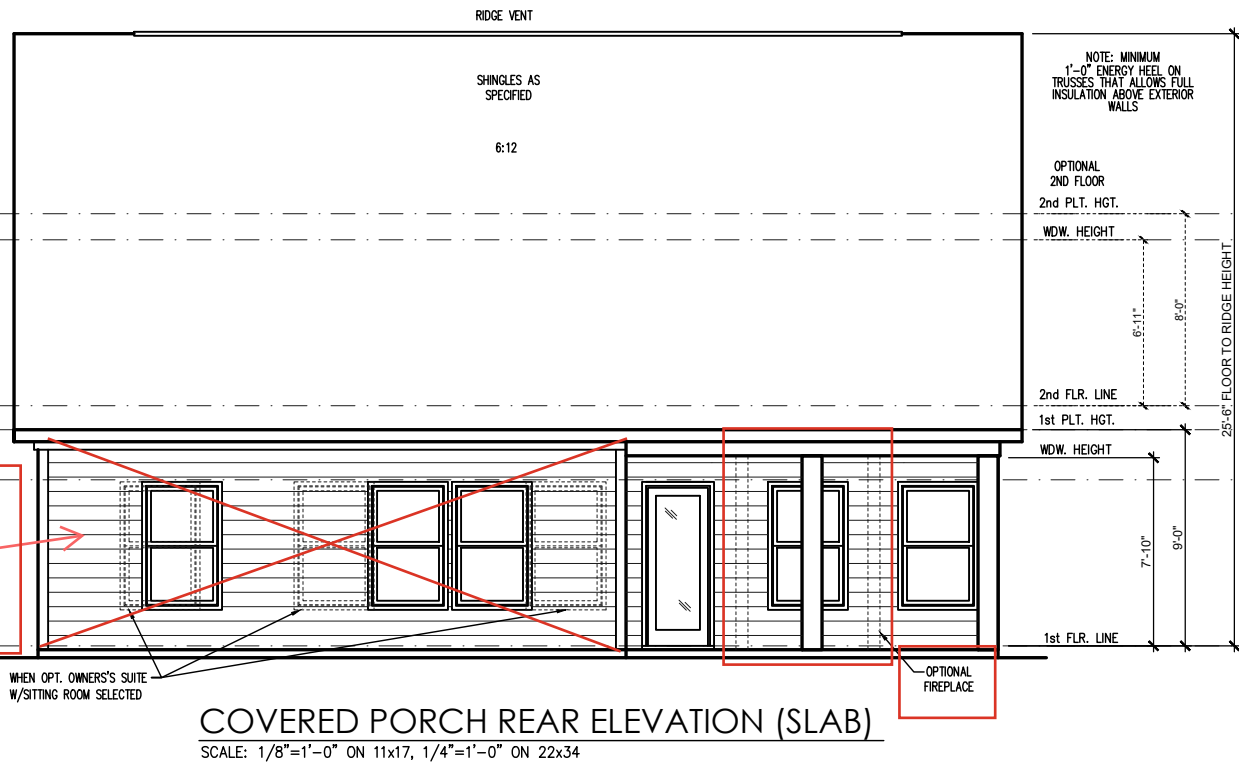 RIDGE VENT
SHINGLES AS
SPECIFIED
6:12
NOTE: MINIMUM
1'-0" ENERGY HEEL ON
TRUSSES THAT ALLOWS FULL
INSULATION ABOVE EXTERIOR
WALLS
OPTIONAL
2ND FLOOR
2nd PLT. HGT.
WDW. HEIGHT
6'-11"
8'-0"
25'-6" FLOOR TO RIDGE HEIGHT
2nd FLR. LINE
1st PLT. HGT.
WDW. HEIGHT
7'-10"
9'-0"
1st FLR. LINE
WHEN OPT. OWNERS'S SUITE
W/SITTING ROOM SELECTED
OPTIONAL
FIREPLACE
COVERED PORCH REAR ELEVATION (SLAB)
SCALE: 1/8"=1'-0" ON 11x17, 1/4"=1'-0" ON 22x34